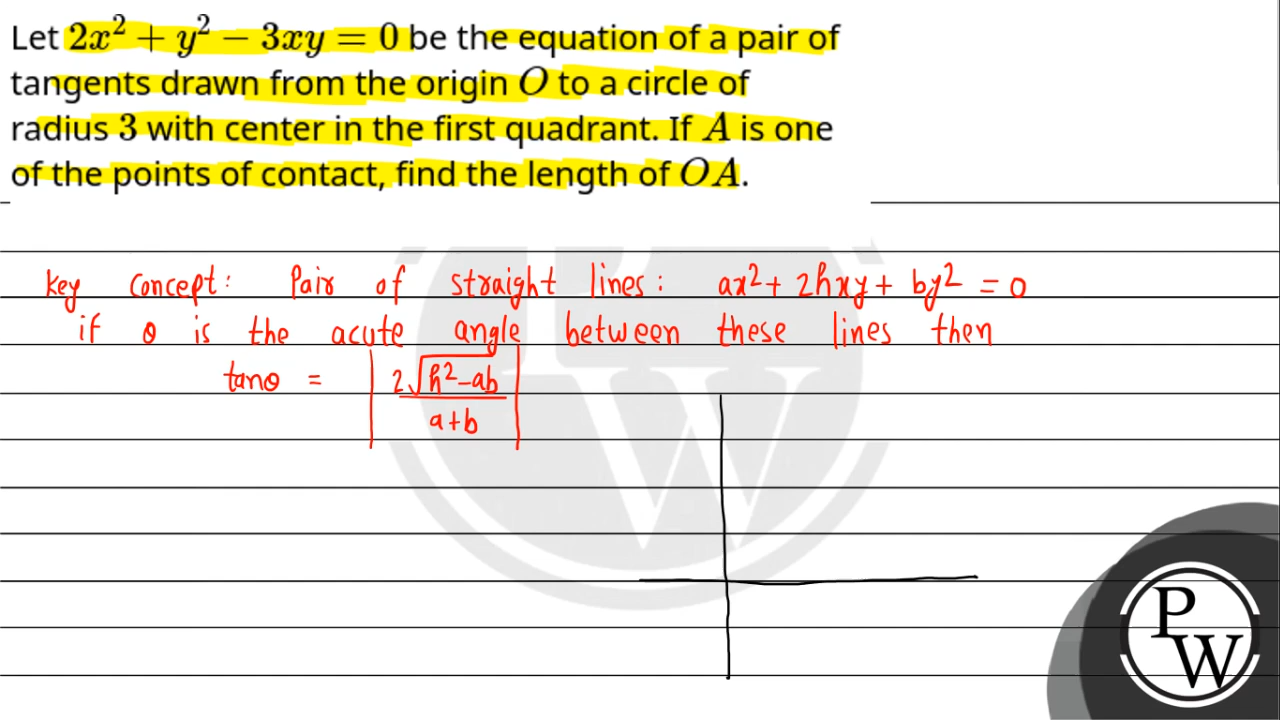 Let 2x² + y² − 3xy = 0 be the equation of a pair of
tangents drawn from the origin O to a circle of
radius 3 with center in the first quadrant. If A is one
of the points of contact, find the length of OA.
Key Concept: Pair of straight lines: ax² + 2hxy + by² = 0
if θ is the acute angle between these lines then
tanθ = | 2√(h²-ab) / a+b |
PW